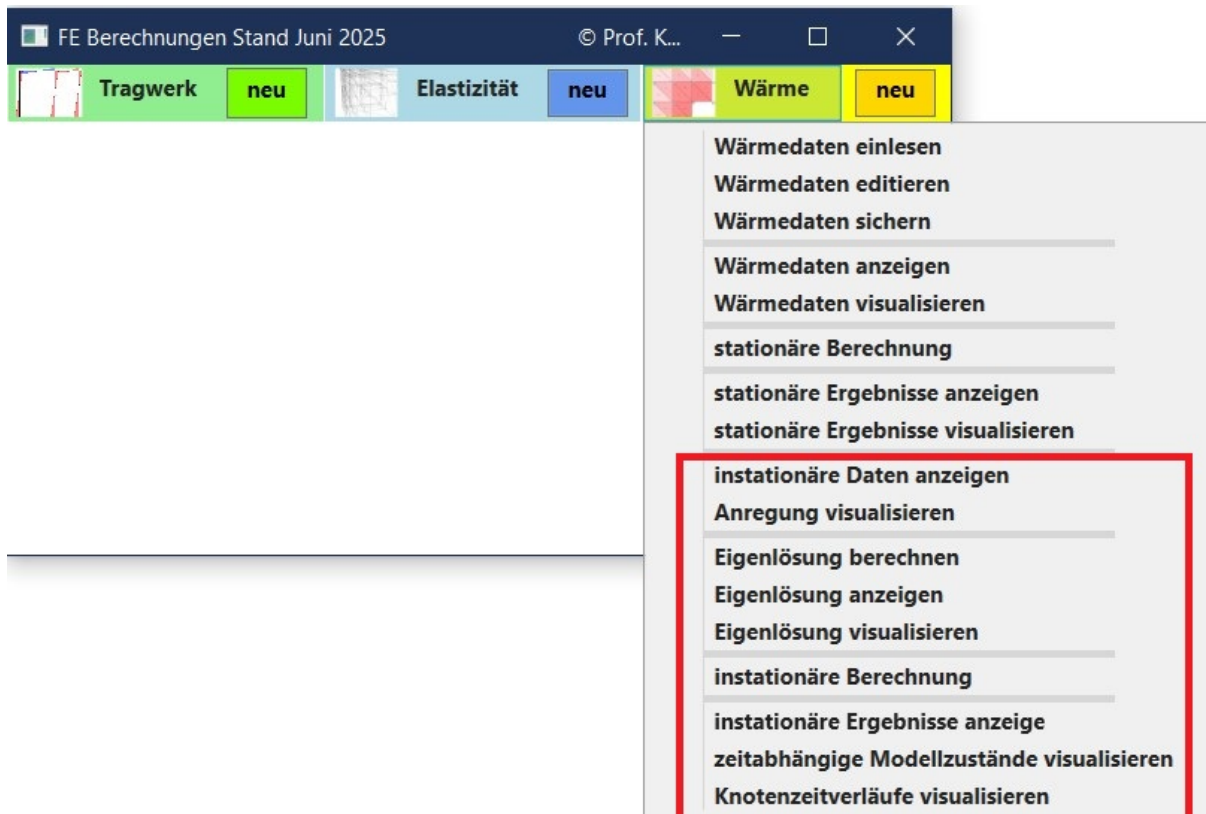 FE Berechnungen Stand Juni 2025 © Prof. K...
Tragwerk neu Elastizität neu Wärme neu
Wärmedaten einlesen
Wärmedaten editieren
Wärmedaten sichern
Wärmedaten anzeigen
Wärmedaten visualisieren
stationäre Berechnung
stationäre Ergebnisse anzeigen
stationäre Ergebnisse visualisieren
instationäre Daten anzeigen
Anregung visualisieren
Eigenlösung berechnen
Eigenlösung anzeigen
Eigenlösung visualisieren
instationäre Berechnung
instationäre Ergebnisse anzeige
zeitabhängige Modellzustände visualisieren
Knotenzeitverläufe visualisieren